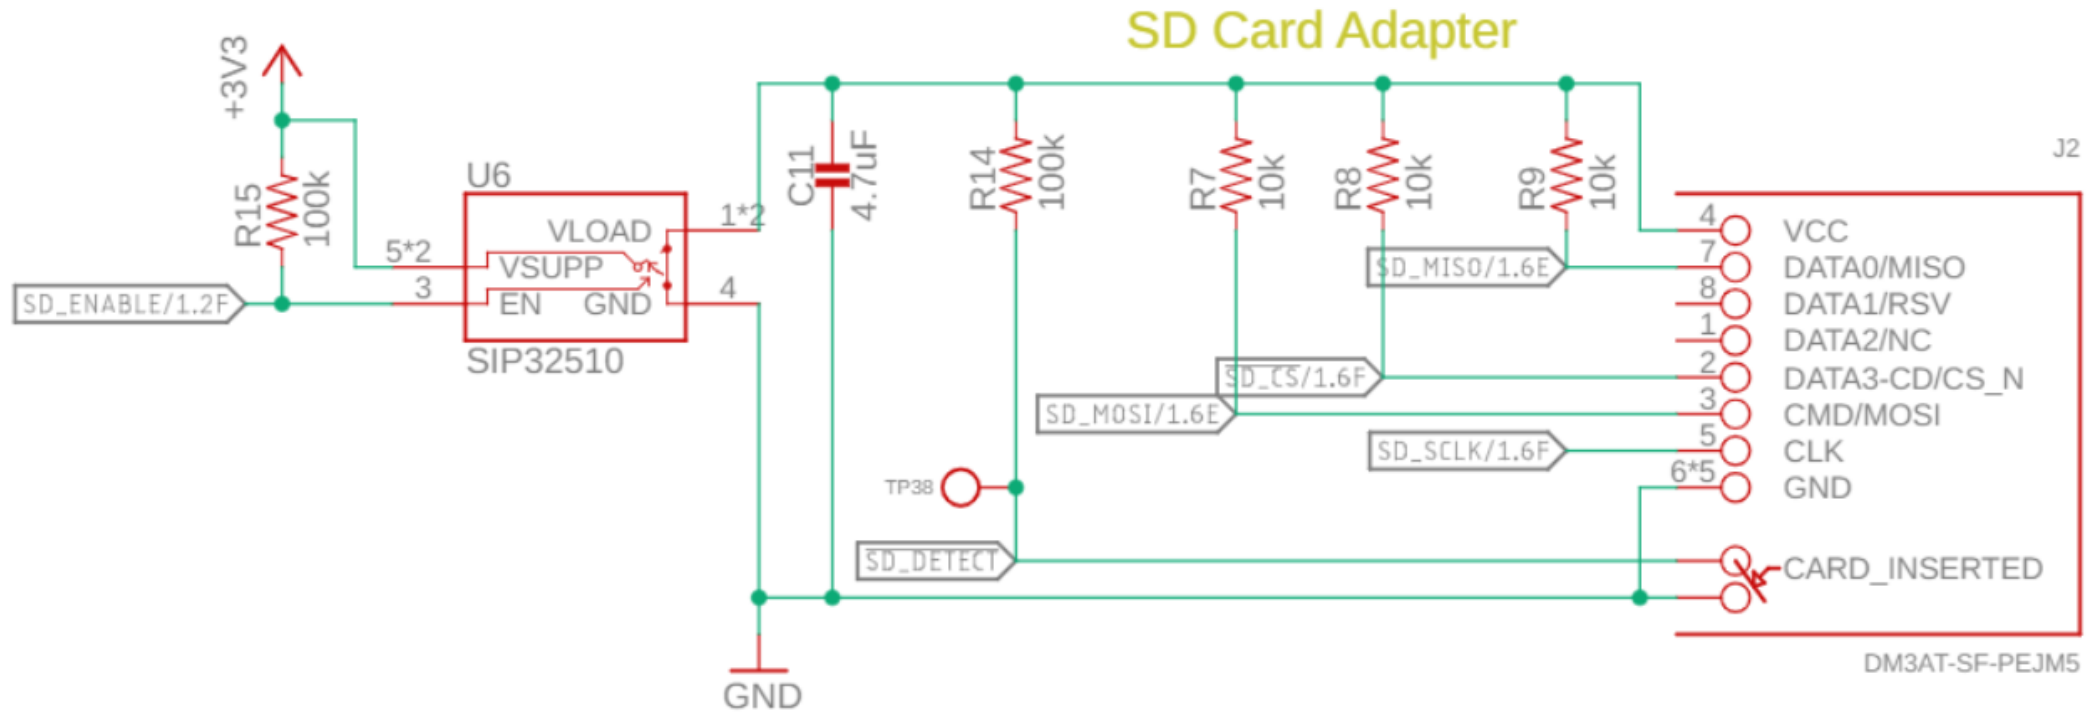 SD Card Adapter
+3V3
R15
100k
SD_ENABLE/1.2F
U6
VLOAD
VSUPP
EN
GND
5*2
3
1*2
4
SIP32510
C11
4.7uF
R14
100k
R7
10k
R8
10k
R9
10k
SD_MISO/1.6E
SD_CS/1.6F
SD_MOSI/1.6E
SD_SCLK/1.6F
TP38
SD_DETECT
GND
J2
4 VCC
7 DATA0/MISO
8 DATA1/RSV
1 DATA2/NC
2 DATA3-CD/CS_N
3 CMD/MOSI
5 CLK
6*5 GND
CARD_INSERTED
DM3AT-SF-PEJM5